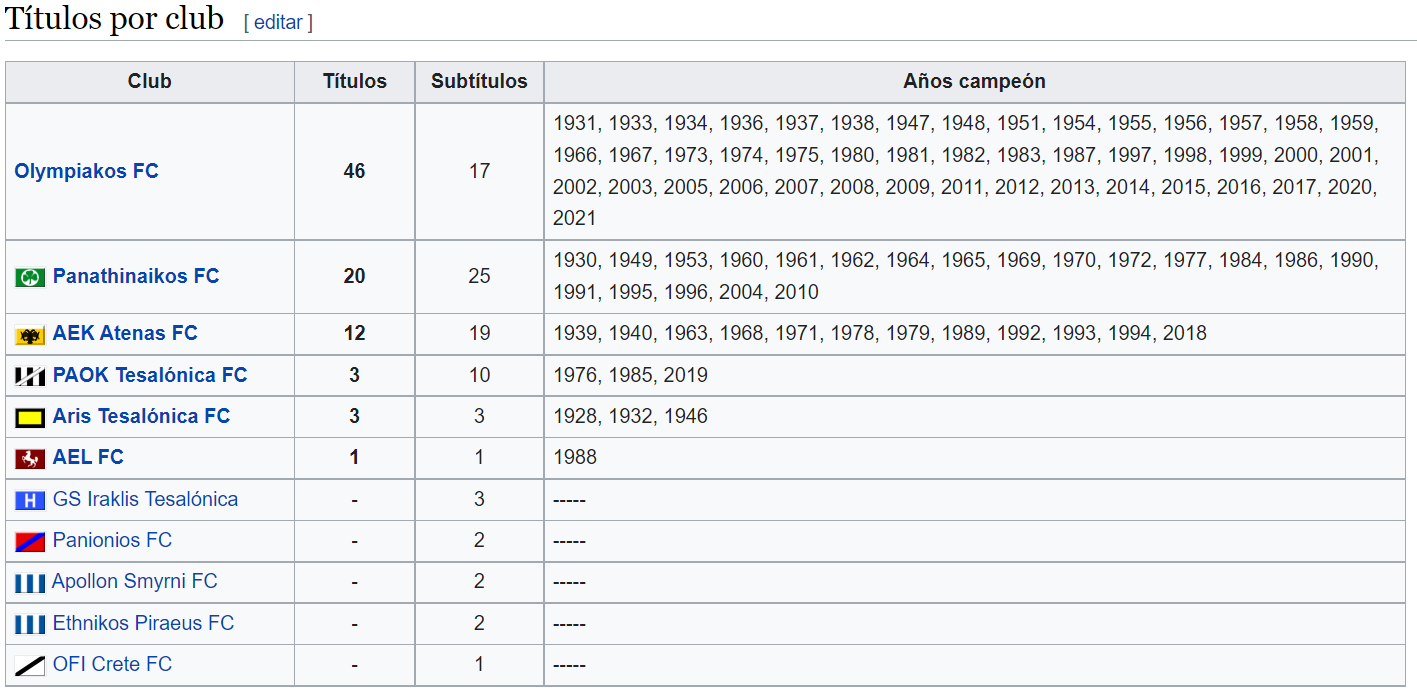 Títulos por club [ editar ]
Club Títulos Subtítulos Años campeón
Olympiakos FC 46 17 1931, 1933, 1934, 1936, 1937, 1938, 1947, 1948, 1951, 1954, 1955, 1956, 1957, 1958, 1959,
1966, 1967, 1973, 1974, 1975, 1980, 1981, 1982, 1983, 1987, 1997, 1998, 1999, 2000, 2001,
2002, 2003, 2005, 2006, 2007, 2008, 2009, 2011, 2012, 2013, 2014, 2015, 2016, 2017, 2020,
2021
Panathinaikos FC 20 25 1930, 1949, 1953, 1960, 1961, 1962, 1964, 1965, 1969, 1970, 1972, 1977, 1984, 1986, 1990,
1991, 1995, 1996, 2004, 2010
AEK Atenas FC 12 19 1939, 1940, 1963, 1968, 1971, 1978, 1979, 1989, 1992, 1993, 1994, 2018
PAOK Tesalónica FC 3 10 1976, 1985, 2019
Aris Tesalónica FC 3 3 1928, 1932, 1946
AEL FC 1 1 1988
H GS Iraklis Tesalónica - 3 -----
Panionios FC - 2 -----
Apollon Smyrni FC - 2 -----
Ethnikos Piraeus FC - 2 -----
OFI Crete FC - 1 -----